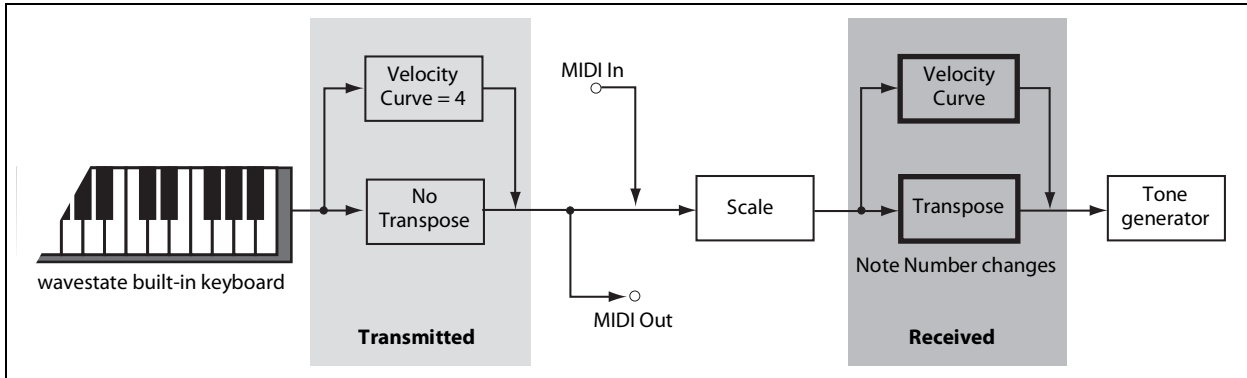 wavestate built-in keyboard
Velocity
Curve = 4
No
Transpose
Transmitted
MIDI In
MIDI Out
Scale
Velocity
Curve
Transpose
Note Number changes
Received
Tone
generator